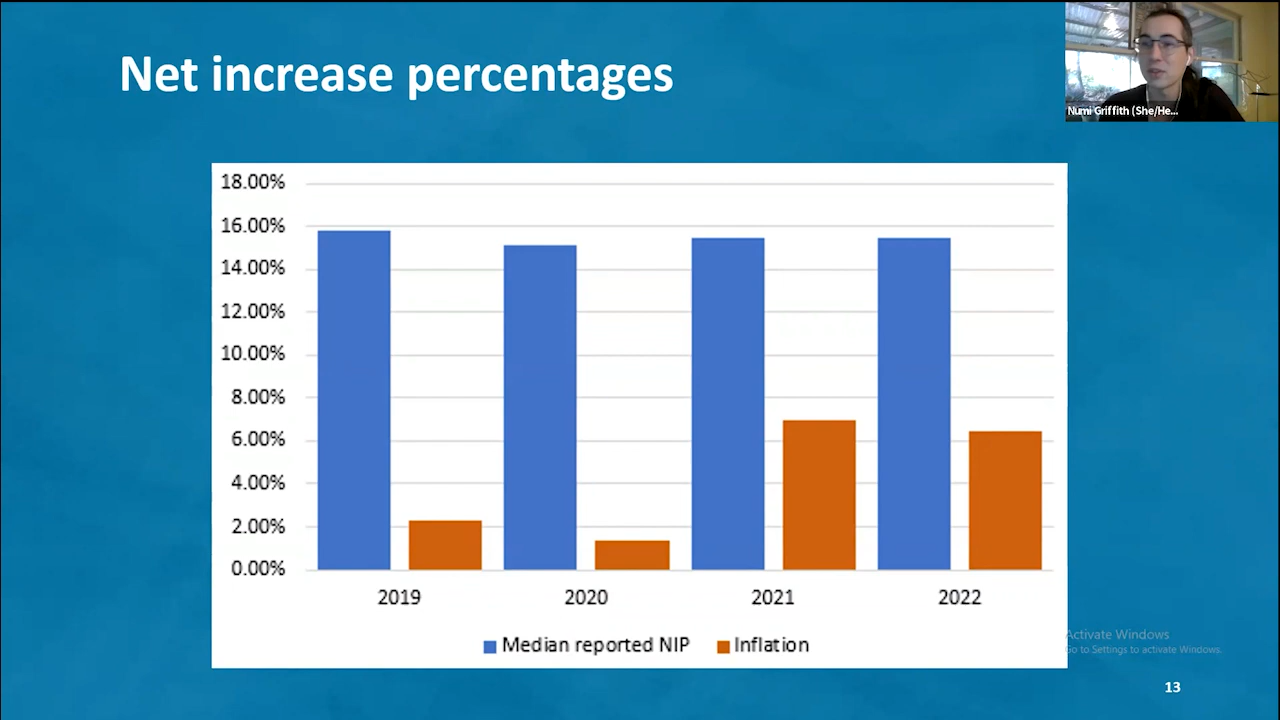 Net increase percentages
Numi Griffith (She/He...
18.00%
16.00%
14.00%
12.00%
10.00%
8.00%
6.00%
4.00%
2.00%
0.00%
2019 2020 2021 2022
Median reported NIP Inflation
Activate Windows
Go to Settings to activate Windows.
13